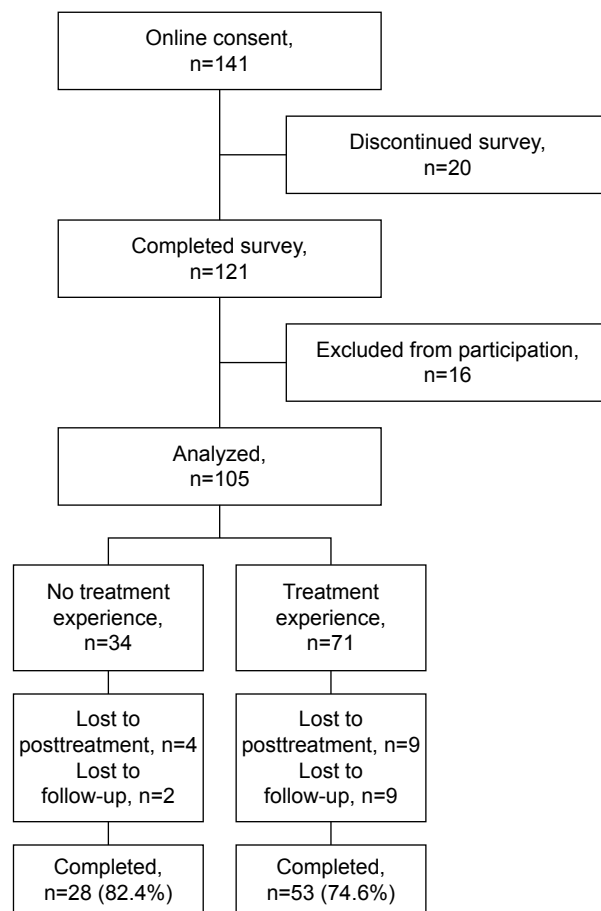 Online consent,
n=141
Discontinued survey,
n=20
Completed survey,
n=121
Excluded from participation,
n=16
Analyzed,
n=105
No treatment
experience,
n=34
Treatment
experience,
n=71
Lost to
posttreatment, n=4
Lost to
follow-up, n=2
Lost to
posttreatment, n=9
Lost to
follow-up, n=9
Completed,
n=28 (82.4%)
Completed,
n=53 (74.6%)